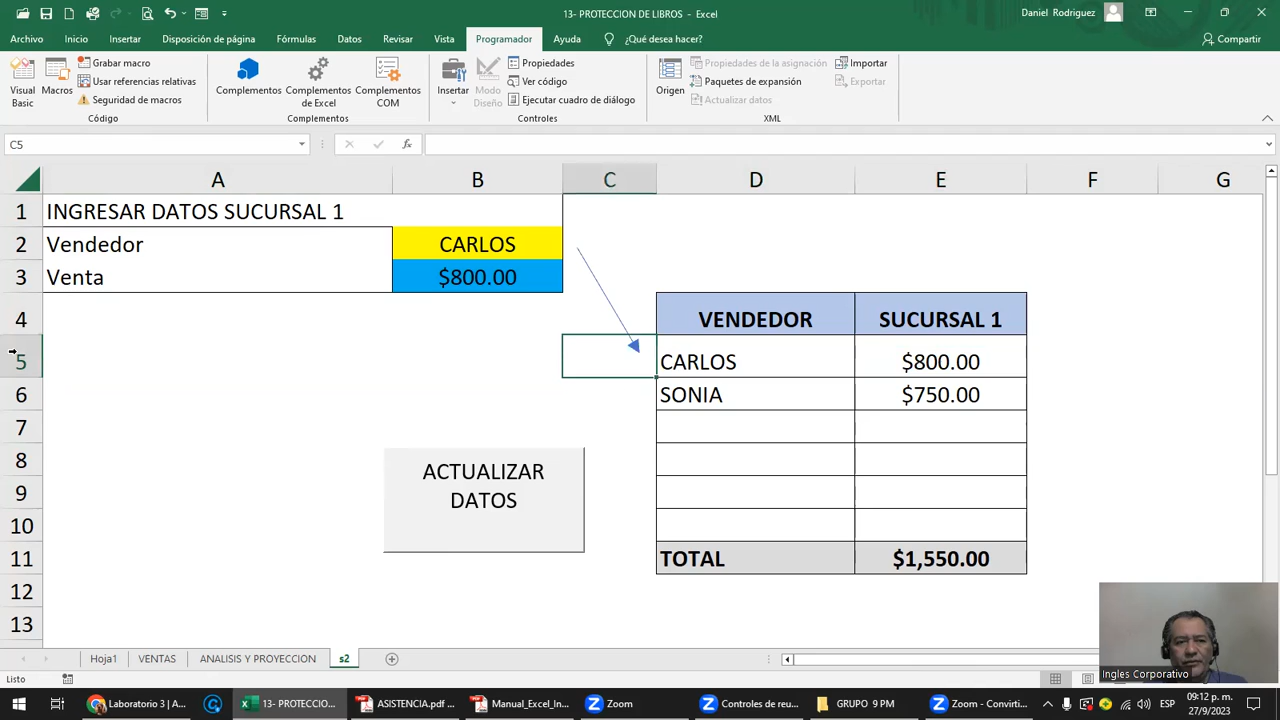 13- PROTECCION DE LIBROS - Excel
Daniel Rodriguez
Archivo
Inicio
Insertar
Disposición de página
Fórmulas
Datos
Revisar
Vista
Programador
Ayuda
¿Qué desea hacer?
Compartir
Visual Basic
Macros
Grabar macro
Usar referencias relativas
Seguridad de macros
Código
Complementos
Complementos de Excel
Complementos COM
Complementos
Insertar
Modo Diseño
Propiedades
Ver código
Ejecutar cuadro de diálogo
Controles
Origen
Propiedades de la asignación
Paquetes de expansión
Actualizar datos
Importar
Exportar
XML
C5
fx
A B C D E F G
1 INGRESAR DATOS SUCURSAL 1
2 Vendedor CARLOS
3 Venta $800.00
4 VENDEDOR SUCURSAL 1
5 CARLOS $800.00
6 SONIA $750.00
7
8
9
10
11 TOTAL $1,550.00
12
13
ACTUALIZAR
DATOS
Hoja1
VENTAS
ANALISIS Y PROYECCION
s2
Listo
Ingles Corporativo
Laboratorio 3 | A...
13- PROTECCIO...
ASISTENCIA.pdf ...
Manual_Excel_In...
Zoom
Controles de reu...
GRUPO 9 PM
Zoom - Convirti...
ESP
09:12 p. m.
27/9/2023